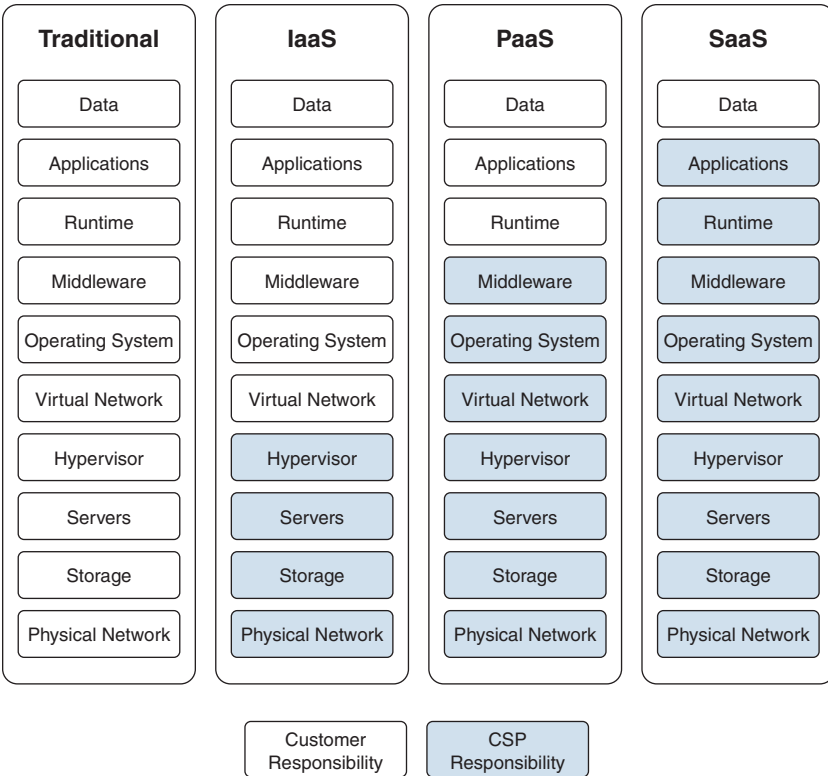 Traditional
Data
Applications
Runtime
Middleware
Operating System
Virtual Network
Hypervisor
Servers
Storage
Physical Network
IaaS
Data
Applications
Runtime
Middleware
Operating System
Virtual Network
Hypervisor
Servers
Storage
Physical Network
PaaS
Data
Applications
Runtime
Middleware
Operating System
Virtual Network
Hypervisor
Servers
Storage
Physical Network
SaaS
Data
Applications
Runtime
Middleware
Operating System
Virtual Network
Hypervisor
Servers
Storage
Physical Network
Customer
Responsibility
CSP
Responsibility